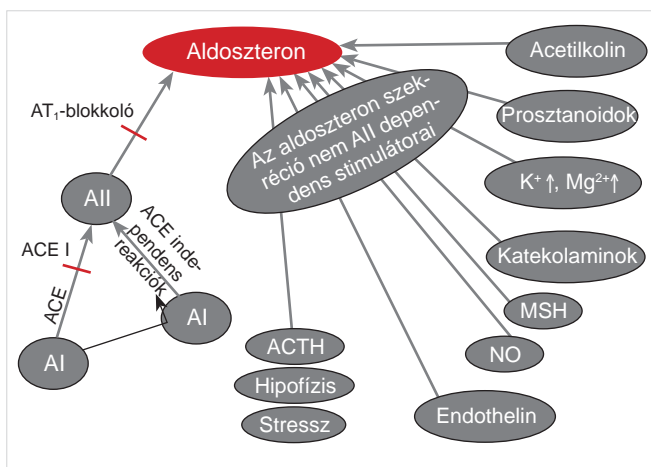 Aldoszteron
Acetilkolin
AT₁-blokkoló
Az aldoszteron szek-
réció nem AII depen-
dens stimulátorai
Prosztanoidok
K⁺ ↑, Mg²⁺↑
AII
ACE I
ACE inde-
pendens
reakciók
Katekolaminok
ACE
MSH
AI
AI
ACTH
NO
Hipofízis
Stressz
Endothelin